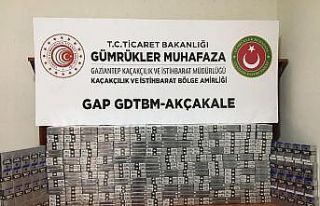 T.C. TİCARET BAKANLIĞI
GÜMRÜKLER MUHAFAZA
GAZİANTEP KAÇAKÇILIK VE İSTİHBARAT MÜDÜRLÜĞÜ
KAÇAKÇILIK VE İSTİHBARAT BÖLGE AMİRLİĞİ
GAP GDTBM-AKÇAKALE